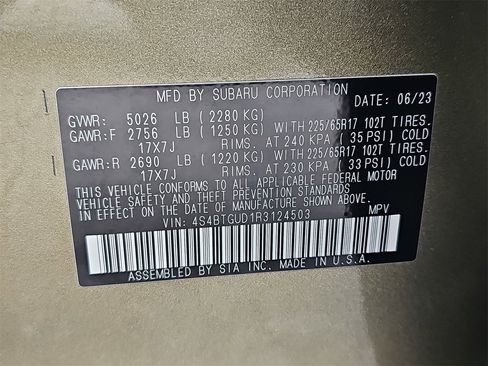 MFD BY SUBARU CORPORATION DATE: 06/23
GVWR: 5026 LB (2280 KG)
GAWR:F 2756 LB (1250 KG) WITH 225/65R17 102T TIRES.
17X7J RIMS. AT 240 KPA (35 PSI) COLD
GAWR:R 2690 LB (1220 KG) WITH 225/65R17 102T TIRES.
17X7J RIMS. AT 230 KPA (33 PSI) COLD
THIS VEHICLE CONFORMS TO ALL APPLICABLE FEDERAL MOTOR
VEHICLE SAFETY AND THEFT PREVENTION STANDARDS
IN EFFECT ON THE DATE OF MANUFACTURE SHOWN ABOVE.
VIN: 4S4BTGUD1R3124503 MPV
ASSEMBLED BY SIA INC. MADE IN U.S.A.